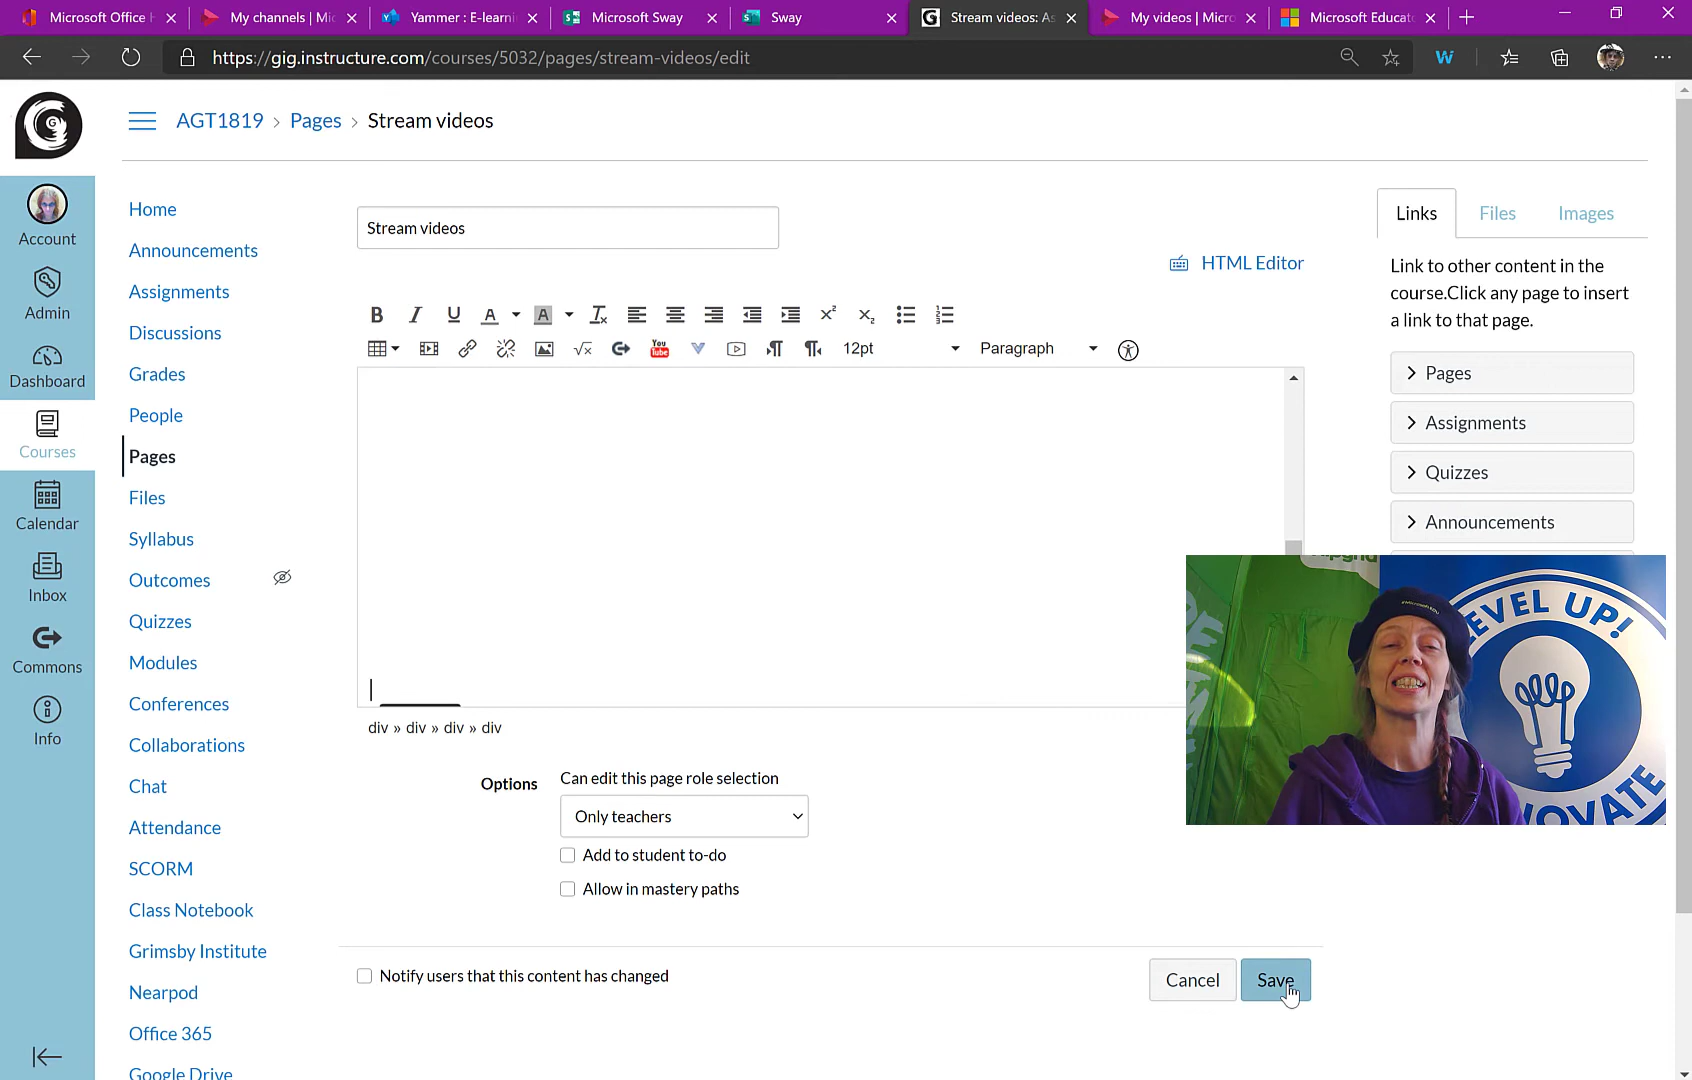 Microsoft Office H
My channels | Mic
Yammer : E-learni
Microsoft Sway
Sway
Stream videos: As
My videos | Micro
Microsoft Educat
https://gig.instructure.com/courses/5032/pages/stream-videos/edit
W
AGT1819 > Pages > Stream videos
Account
Admin
Dashboard
Courses
Calendar
Inbox
Commons
Info
Home
Announcements
Assignments
Discussions
Grades
People
Pages
Files
Syllabus
Outcomes
Quizzes
Modules
Conferences
Collaborations
Chat
Attendance
SCORM
Class Notebook
Grimsby Institute
Nearpod
Office 365
Google Drive
Stream videos
HTML Editor
12pt
Paragraph
You
Tube
div » div » div » div
Options
Can edit this page role selection
Only teachers
Add to student to-do
Allow in mastery paths
Notify users that this content has changed
Cancel
Save
Links
Files
Images
Link to other content in the
course.Click any page to insert
a link to that page.
Pages
Assignments
Quizzes
Announcements
LEVEL UP!